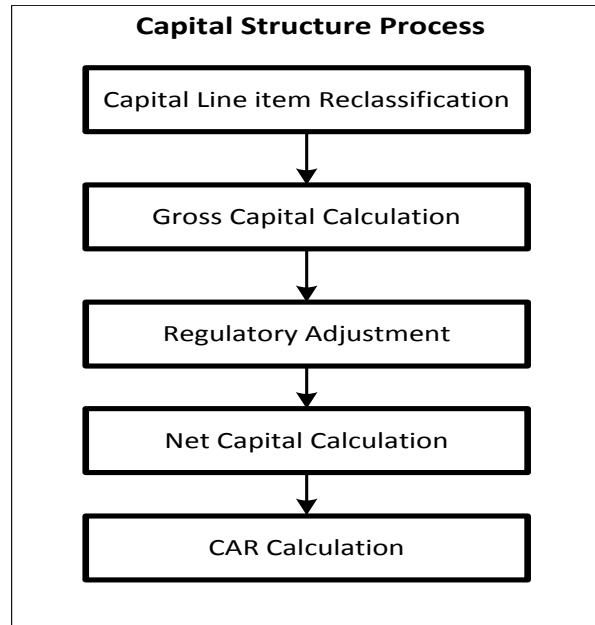 Capital Structure Process
Capital Line item Reclassification
Gross Capital Calculation
Regulatory Adjustment
Net Capital Calculation
CAR Calculation